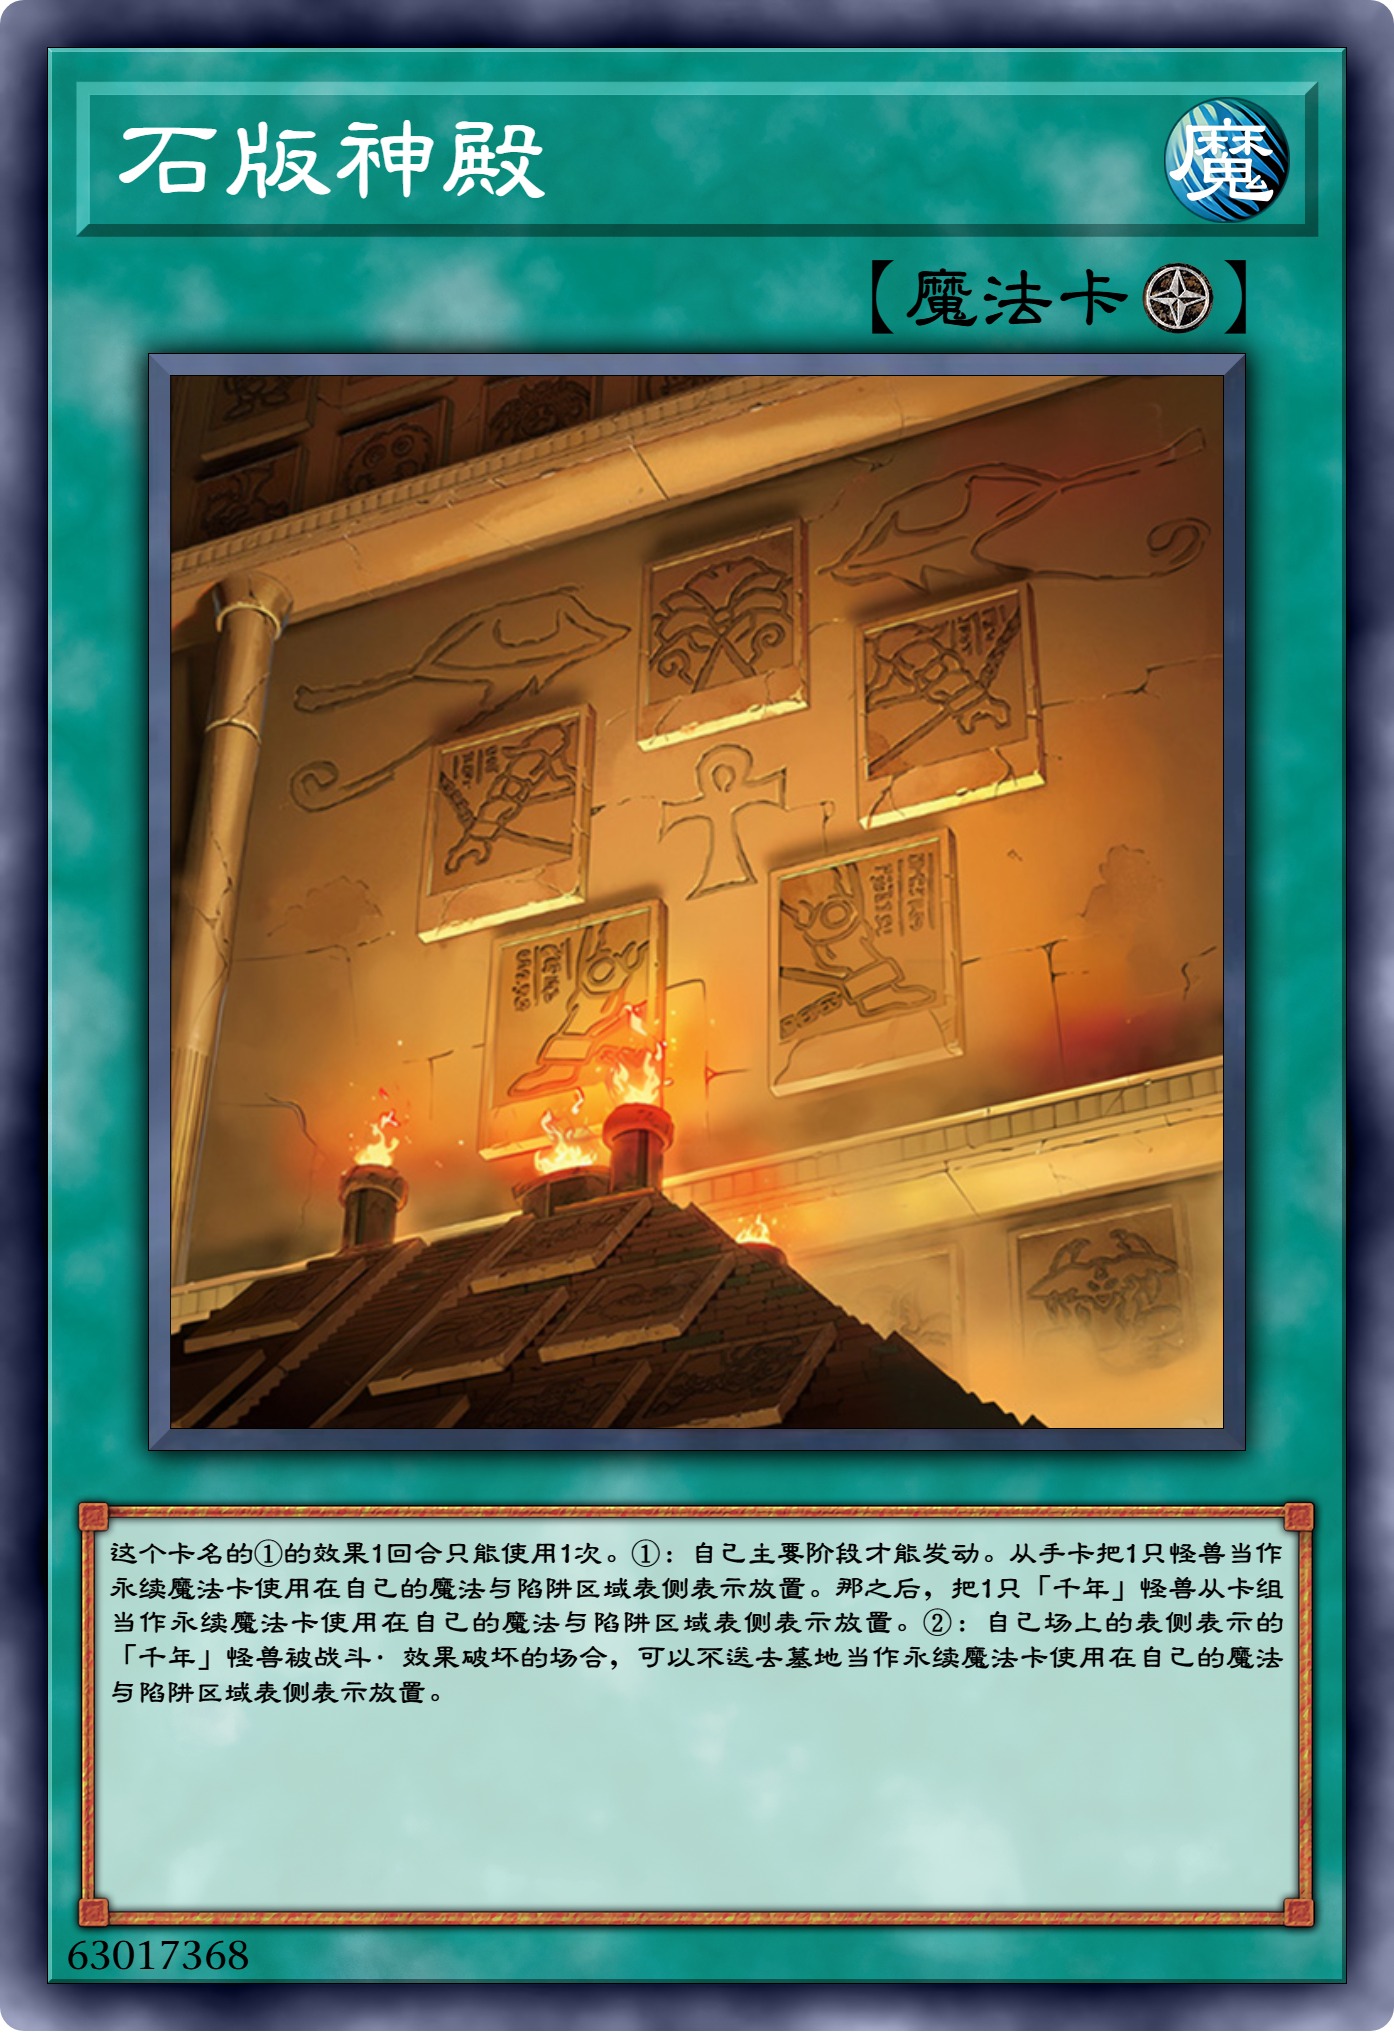 石版神殿
魔
【魔法卡】
这个卡名的①的效果1回合只能使用1次。①：自己主要阶段才能发动。从手卡把1只怪兽当作
永续魔法卡使用在自己的魔法与陷阱区域表侧表示放置。那之后，把1只「千年」怪兽从卡组
当作永续魔法卡使用在自己的魔法与陷阱区域表侧表示放置。②：自己场上的表侧表示的
「千年」怪兽被战斗·效果破坏的场合，可以不送去墓地当作永续魔法卡使用在自己的魔法
与陷阱区域表侧表示放置。
63017368